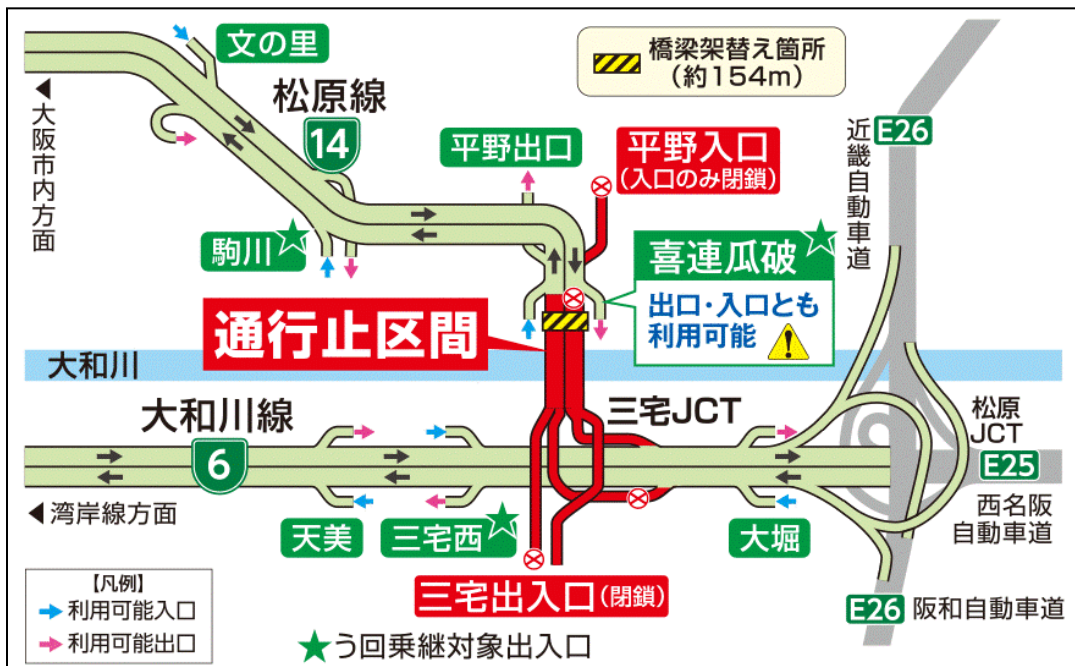 文の里
松原線
14
橋梁架替え箇所
(約154m)
◀大阪市内方面
平野出口
平野入口
(入口のみ閉鎖)
近畿自動車道
E26
駒川
喜連瓜破
出口・入口とも
利用可能
通行止区間
大和川
大和川線
6
三宅JCT
松原
JCT
E25
西名阪
自動車道
◀湾岸線方面
天美
三宅西
大堀
【凡例】
利用可能入口
利用可能出口
三宅出入口(閉鎖)
E26
阪和自動車道
★う回乗継対象出入口